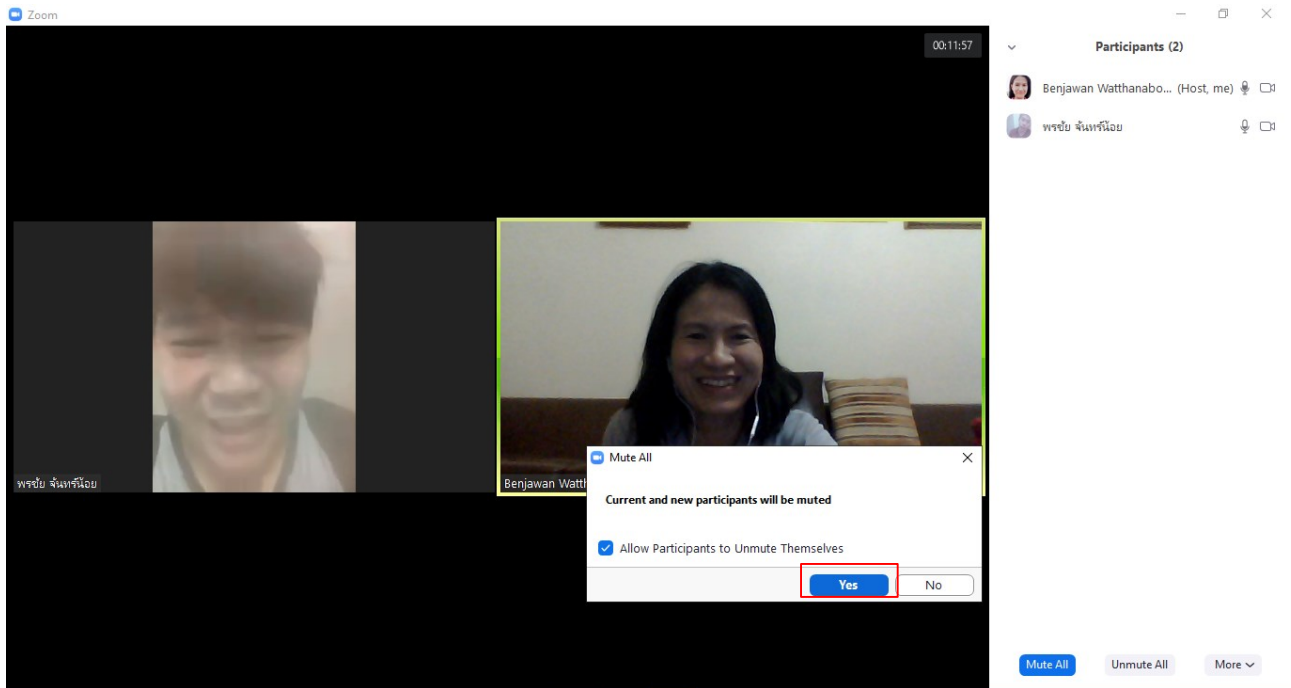 Zoom
00:11:57
Participants (2)
Benjawan Watthanabo... (Host, me)
พรชัย จันทร์น้อย
พรชัย จันทร์น้อย
Benjawan Watth
Mute All
Current and new participants will be muted
Allow Participants to Unmute Themselves
Yes No
Mute All Unmute All More